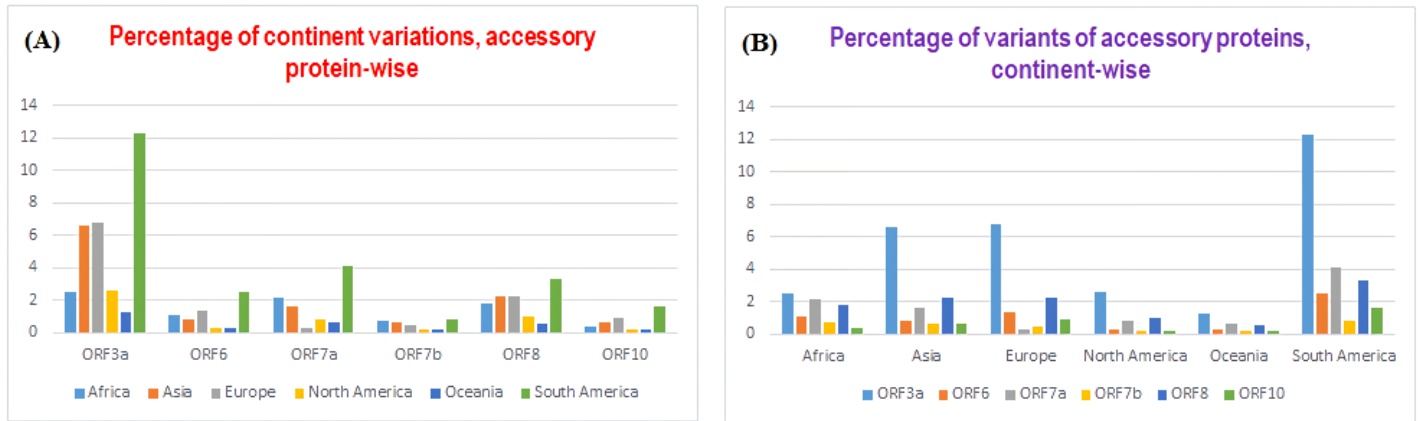 (A)
Percentage of continent variations, accessory
protein-wise
14
12
10
8
6
4
2
0
ORF3a ORF6 ORF7a ORF7b ORF8 ORF10
Africa Asia Europe North America Oceania South America
(B)
Percentage of variants of accessory proteins,
continent-wise
14
12
10
8
6
4
2
0
Africa Asia Europe North America Oceania South America
ORF3a ORF6 ORF7a ORF7b ORF8 ORF10